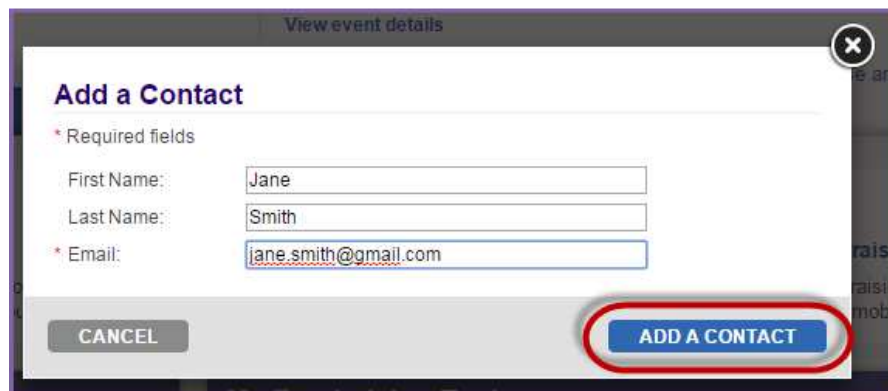 View event details
Add a Contact
* Required fields
First Name: Jane
Last Name: Smith
* Email: jane.smith@gmail.com
CANCEL
ADD A CONTACT